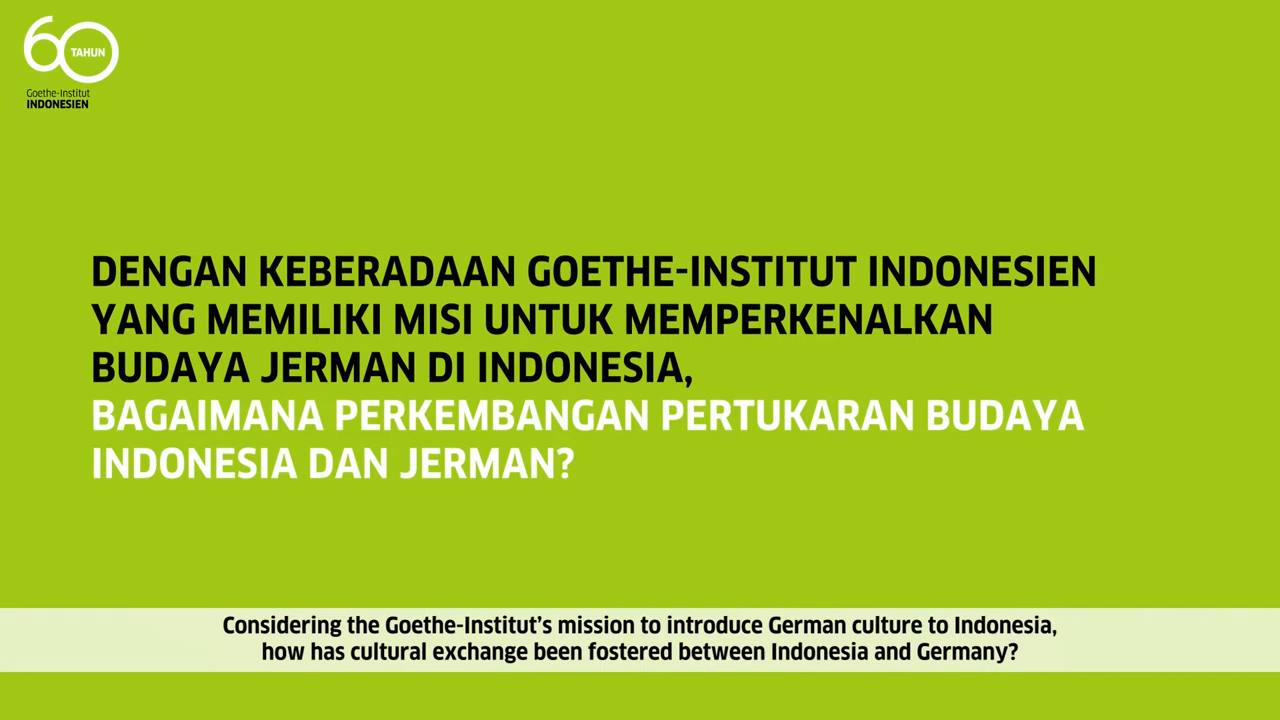 60
TAHUN
Goethe-Institut
INDONESIEN
DENGAN KEBERADAAN GOETHE-INSTITUT INDONESIEN
YANG MEMILIKI MISI UNTUK MEMPERKENALKAN
BUDAYA JERMAN DI INDONESIA,
BAGAIMANA PERKEMBANGAN PERTUKARAN BUDAYA
INDONESIA DAN JERMAN?
Considering the Goethe-Institut’s mission to introduce German culture to Indonesia,
how has cultural exchange been fostered between Indonesia and Germany?